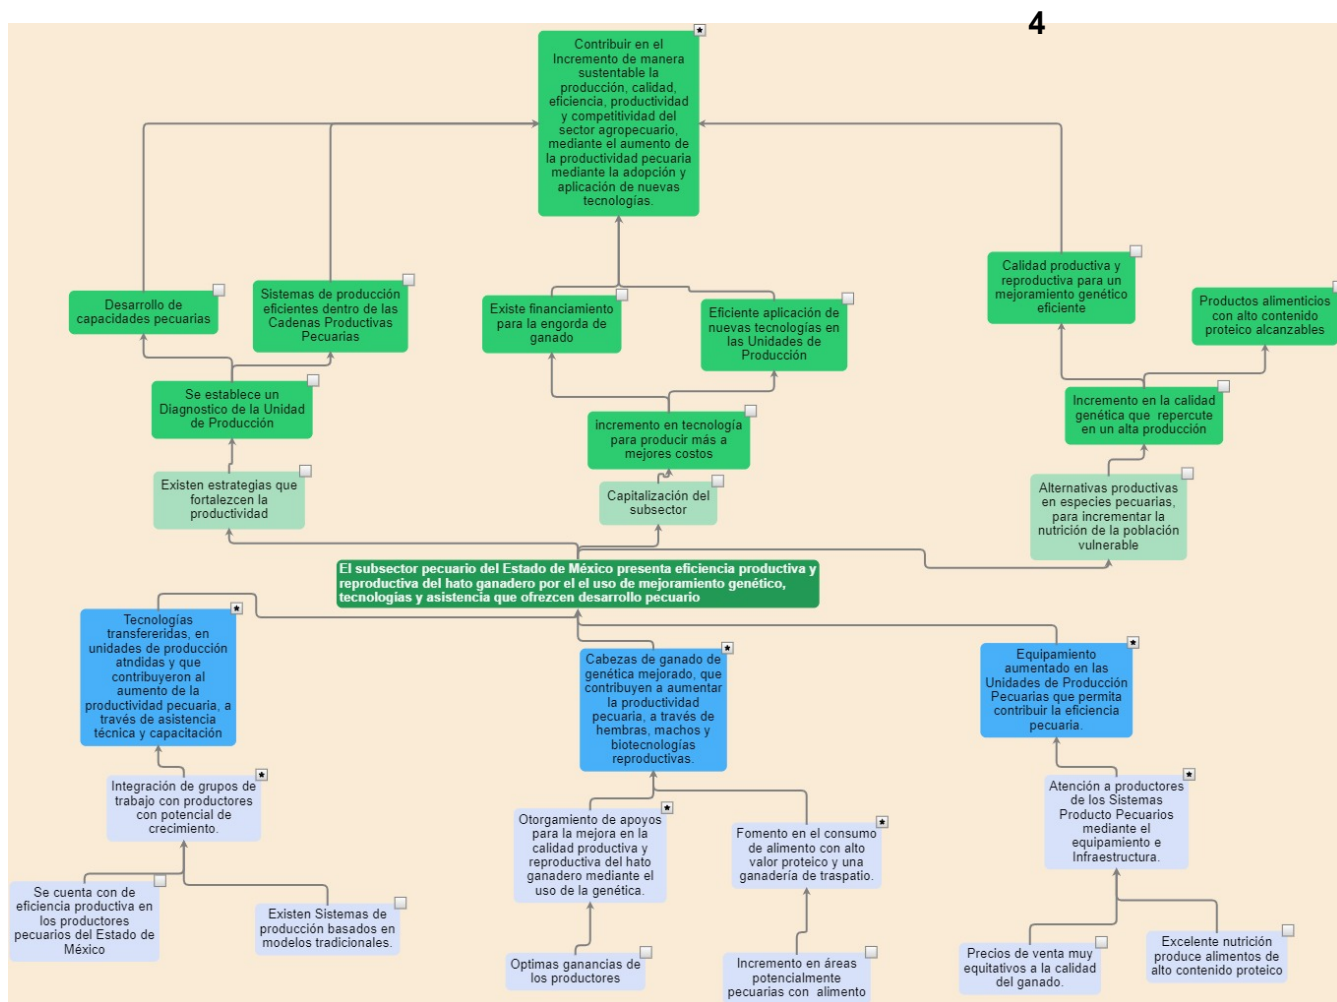 4
Contribuir en el
Incremento de manera
sustentable la
producción, calidad,
eficiencia, productividad
y competitividad del
sector agropecuario,
mediante el aumento de
la productividad pecuaria
mediante la adopción y
aplicación de nuevas
tecnologías.
Desarrollo de
capacidades pecuarias
Sistemas de producción
eficientes dentro de las
Cadenas Productivas
Pecuarias
Existe financiamiento
para la engorda de
ganado
Eficiente aplicación de
nuevas tecnologías en
las Unidades de
Producción
Calidad productiva y
reproductiva para un
mejoramiento genético
eficiente
Productos alimenticios
con alto contenido
proteico alcanzables
Se establece un
Diagnostico de la Unidad
de Producción
incremento en tecnología
para producir más a
mejores costos
Incremento en la calidad
genética que repercute
en un alta producción
Existen estrategias que
fortalezcen la
productividad
Capitalización del
subsector
Alternativas productivas
en especies pecuarias,
para incrementar la
nutrición de la población
vulnerable
El subsector pecuario del Estado de México presenta eficiencia productiva y
reproductiva del hato ganadero por el el uso de mejoramiento genético,
tecnologías y asistencia que ofrezcen desarrollo pecuario
Tecnologías
transfereridas, en
unidades de producción
atndidas y que
contribuyeron al
aumento de la
productividad pecuaria, a
través de asistencia
técnica y capacitación
Cabezas de ganado de
genética mejorado, que
contribuyen a aumentar
la productividad
pecuaria, a través de
hembras, machos y
biotecnologías
reproductivas.
Equipamiento
aumentado en las
Unidades de Producción
Pecuarias que permita
contribuir la eficiencia
pecuaria.
Integración de grupos de
trabajo con productores
con potencial de
crecimiento.
Otorgamiento de apoyos
para la mejora en la
calidad productiva y
reproductiva del hato
ganadero mediante el
uso de la genética.
Fomento en el consumo
de alimento con alto
valor proteico y una
ganadería de traspatio.
Atención a productores
de los Sistemas
Producto Pecuarios
mediante el
equipamiento e
Infraestructura.
Se cuenta con de
eficiencia productiva en
los productores
pecuarios del Estado de
México
Existen Sistemas de
producción basados en
modelos tradicionales.
Optimas ganancias de
los productores
Incremento en áreas
potencialmente
pecuarias con alimento
Precios de venta muy
equitativos a la calidad
del ganado.
Excelente nutrición
produce alimentos de
alto contenido proteico